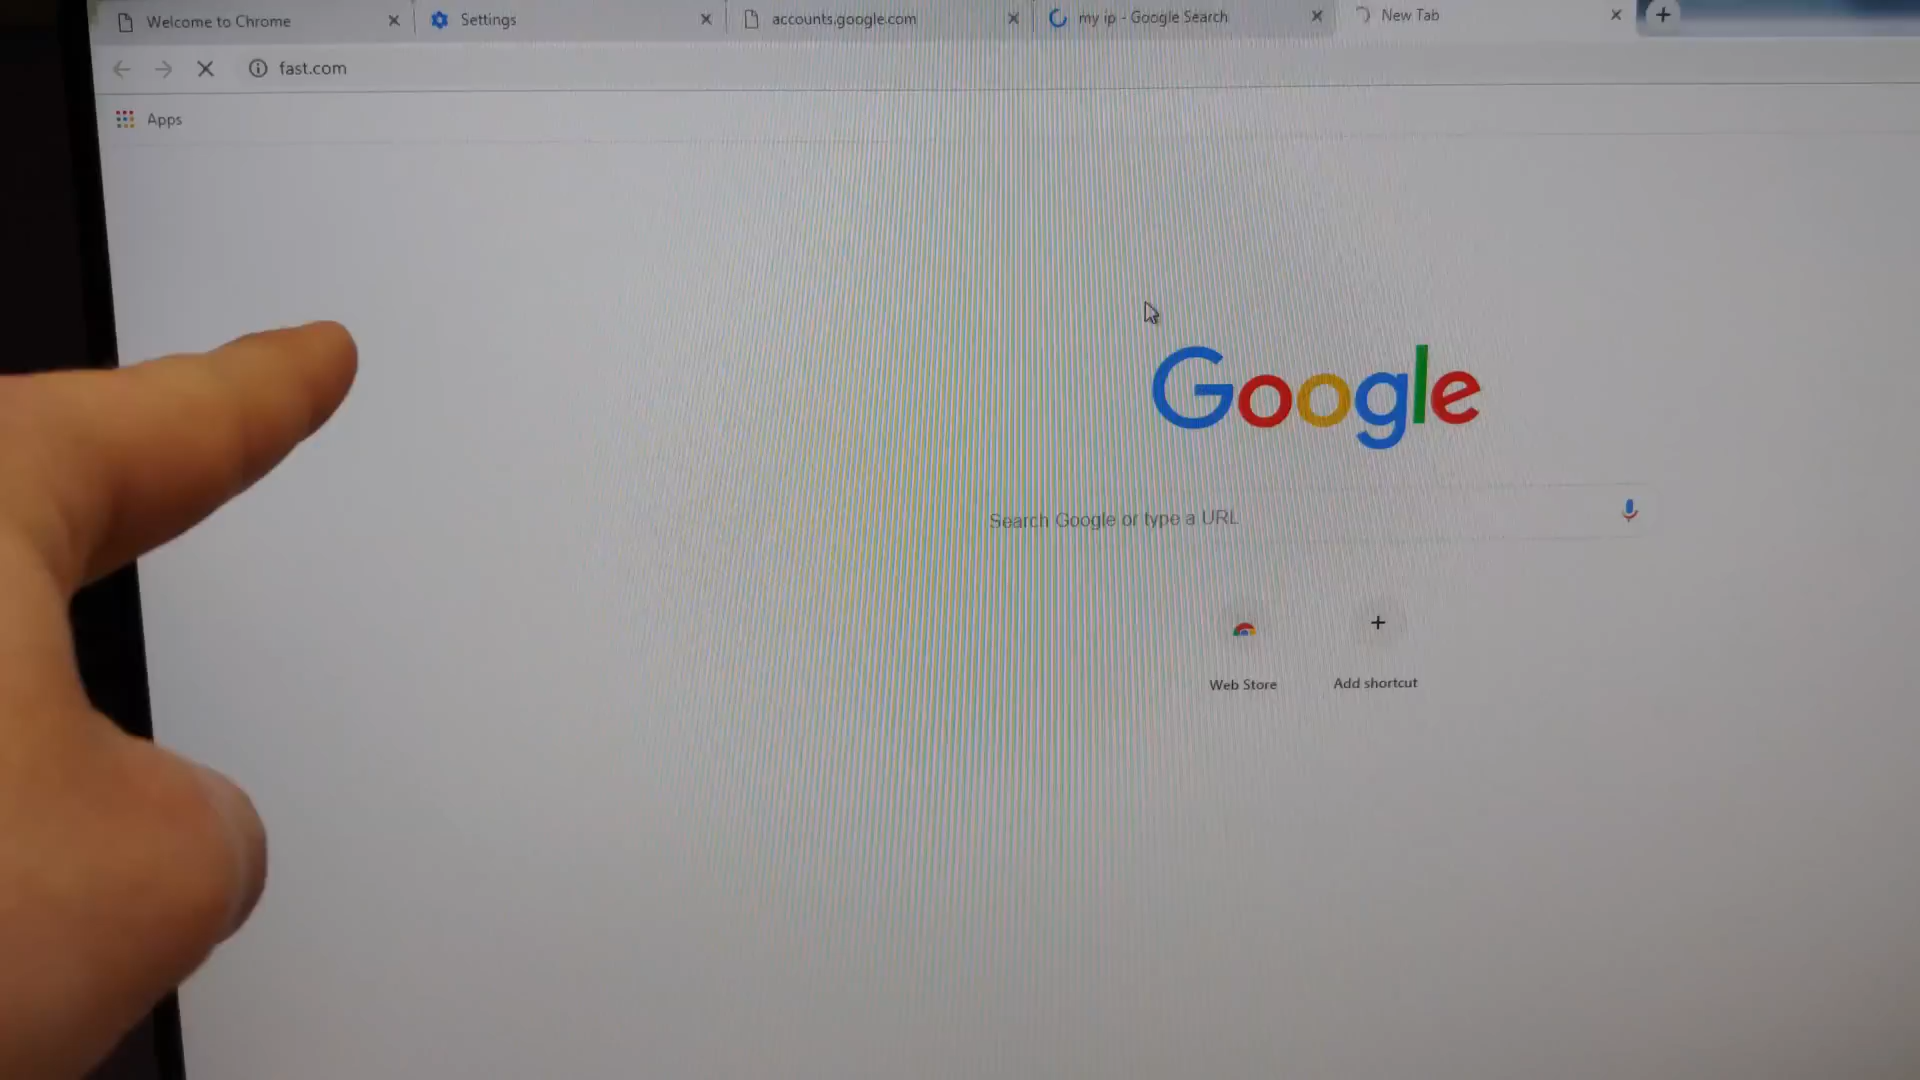 Welcome to Chrome
Settings
accounts.google.com
my ip - Google Search
New Tab
fast.com
Apps
Google
Search Google or type a URL
Web Store
Add shortcut